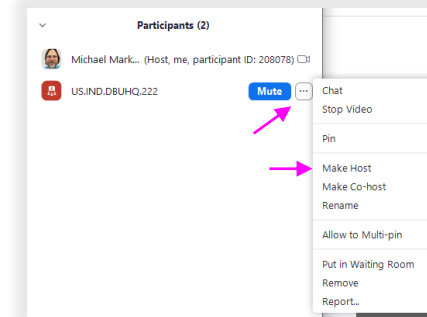 Participants (2)
Michael Mark... (Host, me, participant ID: 208078)
US.IND.DBUHQ.222 Mute ...
Chat
Stop Video
Pin
Make Host
Make Co-host
Rename
Allow to Multi-pin
Put in Waiting Room
Remove
Report...